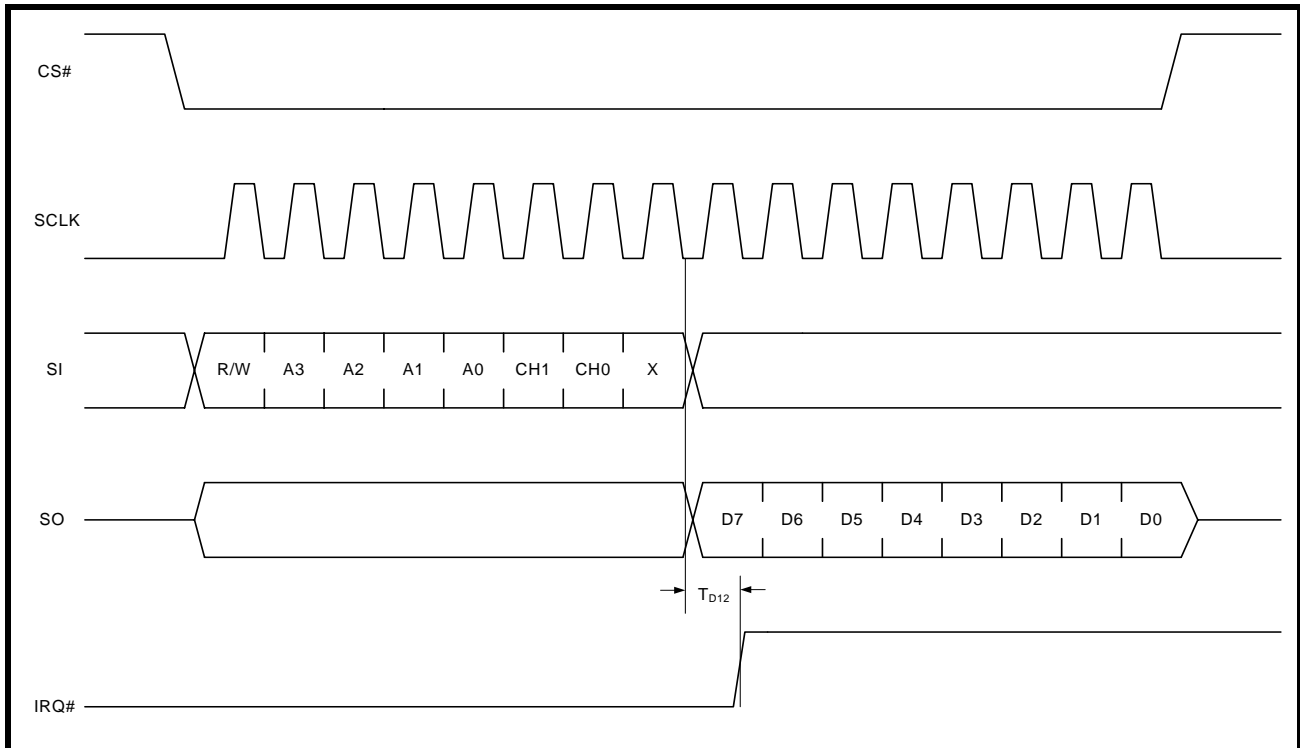 CS#
SCLK
SI R/W A3 A2 A1 A0 CH1 CH0 X
SO D7 D6 D5 D4 D3 D2 D1 D0
TD12
IRQ#